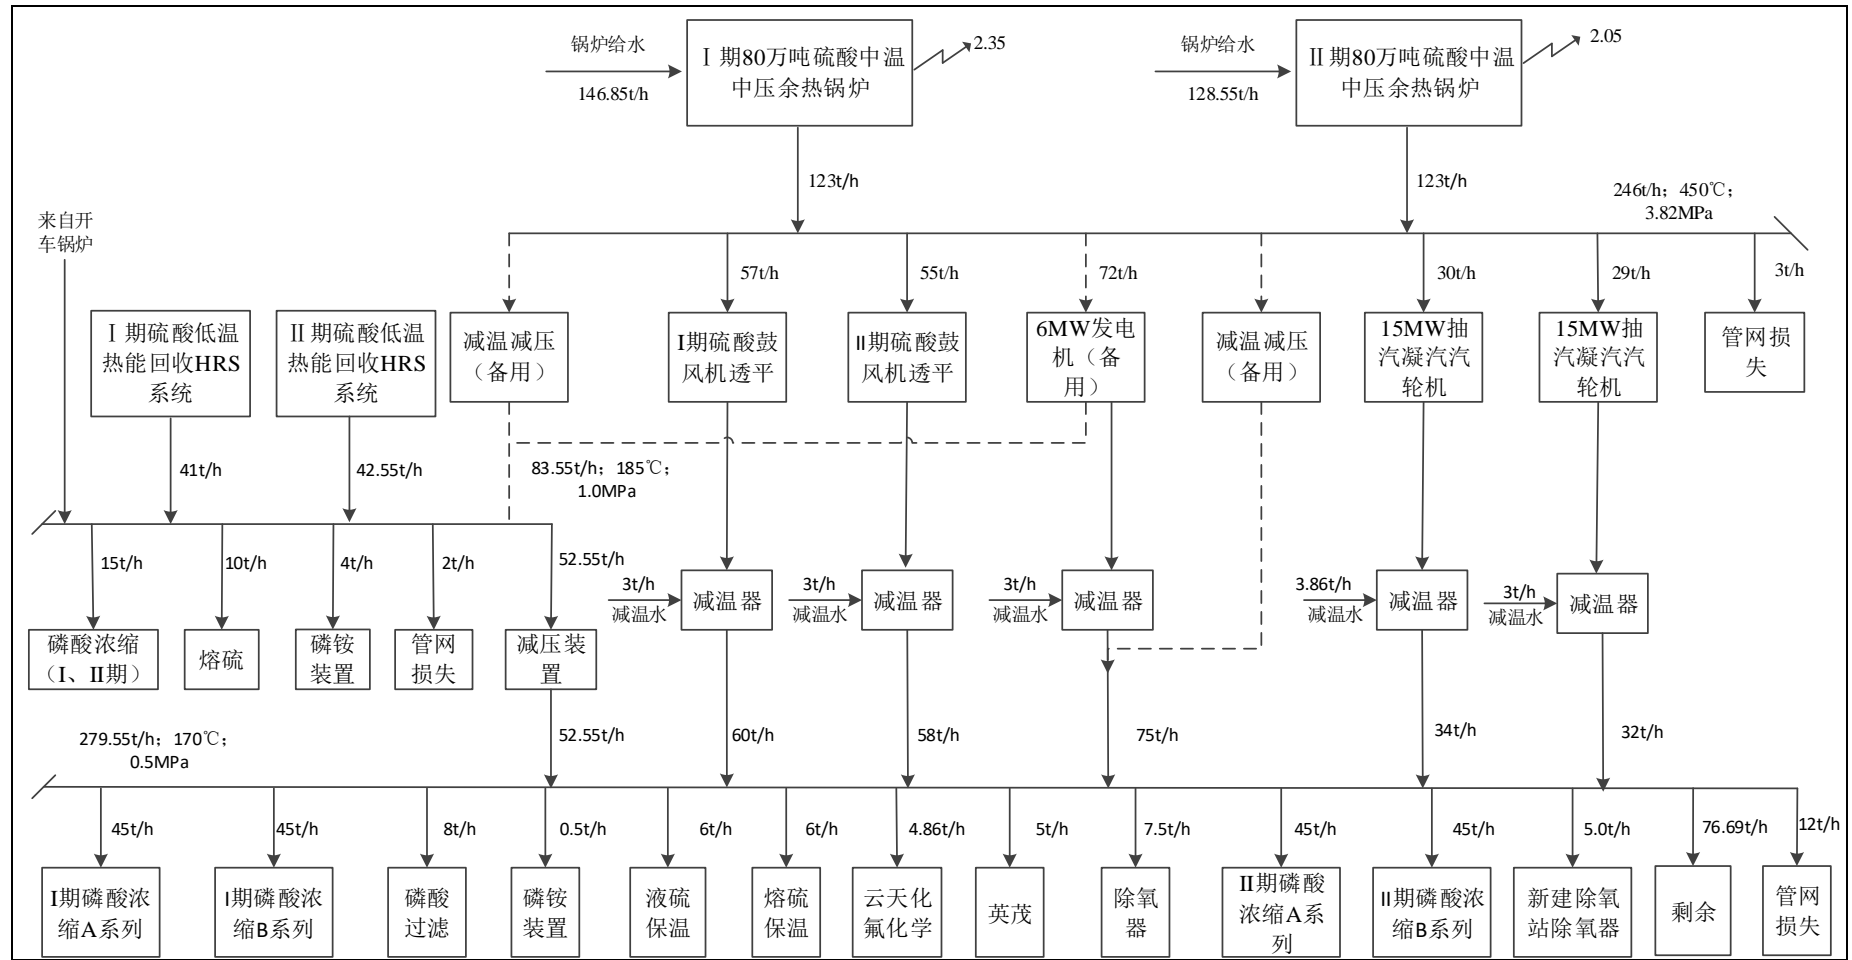 锅炉给水
146.85t/h
Ⅰ期80万吨硫酸中温
中压余热锅炉
2.35
锅炉给水
128.55t/h
Ⅱ期80万吨硫酸中温
中压余热锅炉
2.05
123t/h
123t/h
246t/h；450℃；
3.82MPa
来自开
车锅炉
57t/h
55t/h
72t/h
30t/h
29t/h
3t/h
Ⅰ期硫酸低温
热能回收HRS
系统
Ⅱ期硫酸低温
热能回收HRS
系统
减温减压
（备用）
I期硫酸鼓
风机透平
II期硫酸鼓
风机透平
6MW发电
机（备
用）
减温减压
（备用）
15MW抽
汽凝汽汽
轮机
15MW抽
汽凝汽汽
轮机
管网损
失
41t/h
42.55t/h
83.55t/h；185℃；
1.0MPa
15t/h
10t/h
4t/h
2t/h
52.55t/h
3t/h
减温水
减温器
3t/h
减温水
减温器
3t/h
减温水
减温器
3.86t/h
减温水
减温器
3t/h
减温水
减温器
磷酸浓缩
（I、II期）
熔硫
磷铵
装置
管网
损失
减压装
置
279.55t/h；170℃；
0.5MPa
52.55t/h
60t/h
58t/h
75t/h
34t/h
32t/h
45t/h
45t/h
8t/h
0.5t/h
6t/h
6t/h
4.86t/h
5t/h
7.5t/h
45t/h
45t/h
5.0t/h
76.69t/h
12t/h
I期磷酸浓
缩A系列
I期磷酸浓
缩B系列
磷酸
过滤
磷铵
装置
液硫
保温
熔硫
保温
云天化
氟化学
英茂
除氧
器
II期磷酸
浓缩A系
列
II期磷酸浓
缩B系列
新建除氧
站除氧器
剩余
管网
损失